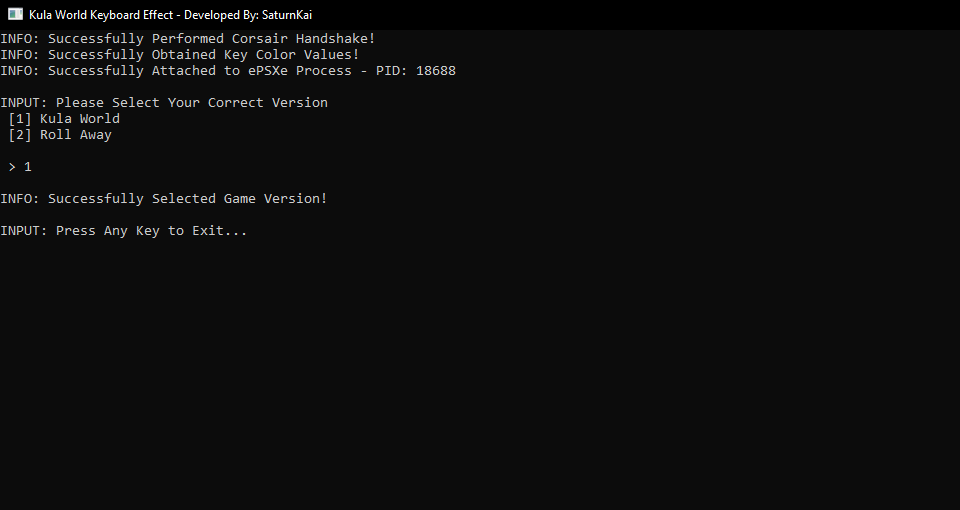 Kula World Keyboard Effect - Developed By: SaturnKai
INFO: Successfully Performed Corsair Handshake!
INFO: Successfully Obtained Key Color Values!
INFO: Successfully Attached to ePSXe Process - PID: 18688
INPUT: Please Select Your Correct Version
[1] Kula World
[2] Roll Away
> 1
INFO: Successfully Selected Game Version!
INPUT: Press Any Key to Exit...